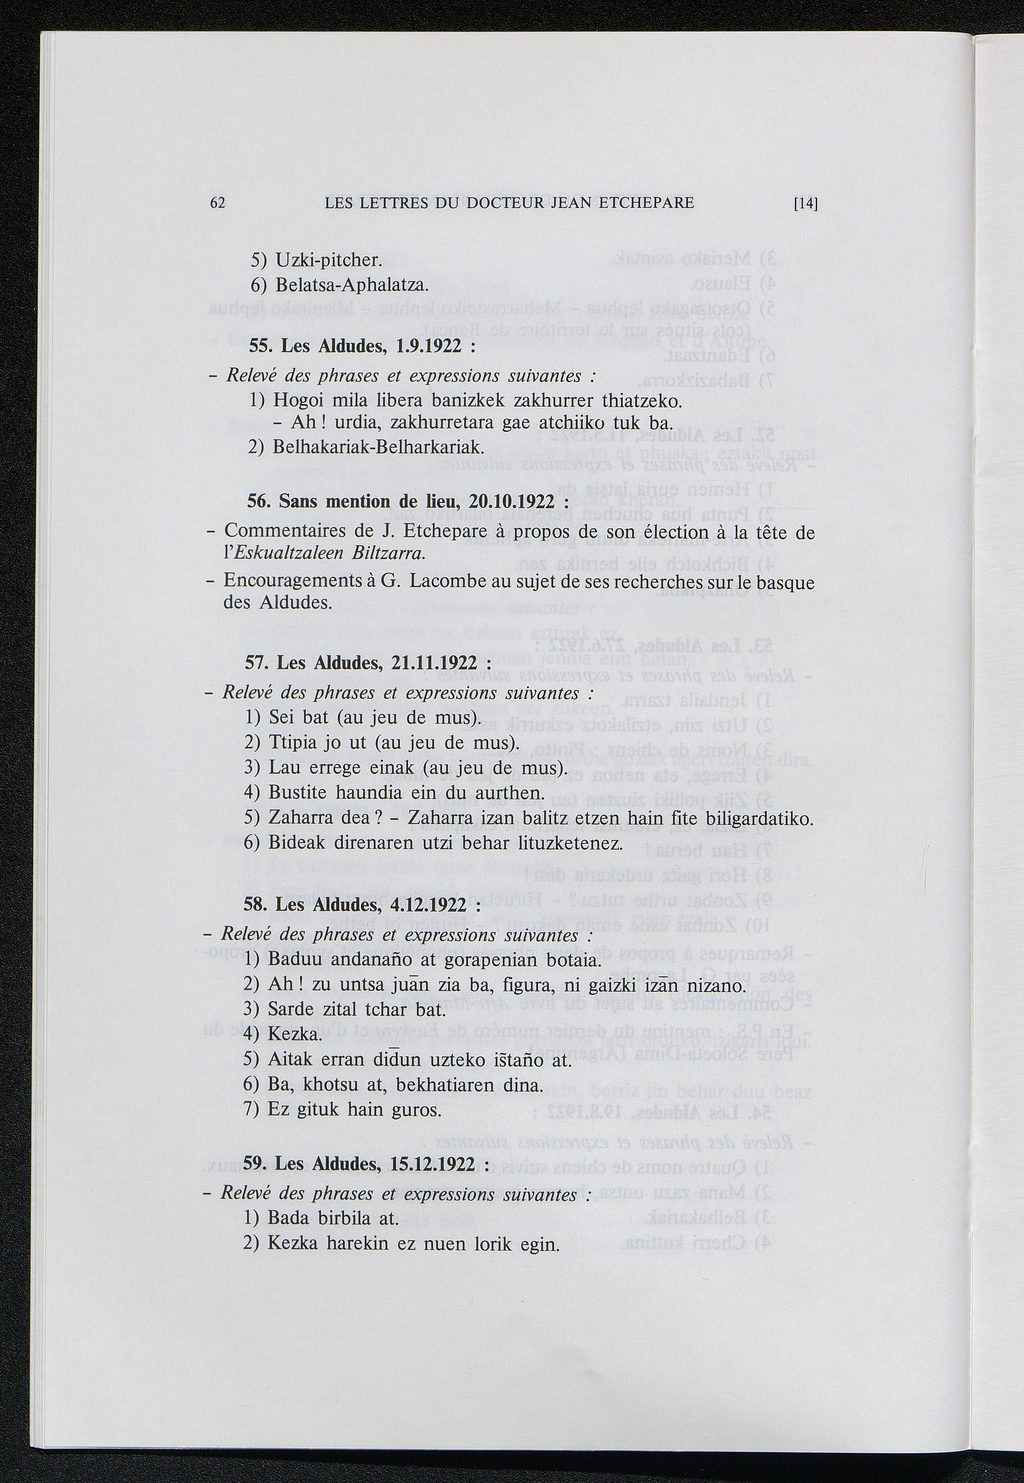 62 LES LETTRES DU DOCTEUR JEAN ETCHEPARE [14]
5) Uzki-pitcher.
6) Belatsa-Aphalatza.
55. Les Aldudes, 1.9.1922 :
– Relevé des phrases et expressions suivantes :
1) Hogoi mila libera banizkek zakhurrer thiatzeko.
– Ah ! urdia, zakhurretara gae atchiiko tuk ba.
2) Belhakariak-Belharkariak.
56. Sans mention de lieu, 20.10.1922 :
– Commentaires de J. Etchepare à propos de son élection à la tête de
l'Eskualtzaleen Biltzarra.
– Encouragements à G. Lacombe au sujet de ses recherches sur le basque
des Aldudes.
57. Les Aldudes, 21.11.1922 :
– Relevé des phrases et expressions suivantes :
1) Sei bat (au jeu de mus).
2) Ttipia jo ut (au jeu de mus).
3) Lau errege einak (au jeu de mus).
4) Bustite haundia ein du aurthen.
5) Zaharra dea ? – Zaharra izan balitz etzen hain fite biligardatiko.
6) Bideak direnaren utzi behar lituzketenez.
58. Les Aldudes, 4.12.1922 :
– Relevé des phrases et expressions suivantes :
1) Baduu andanaño at gorapenian botaia.
2) Ah ! zu untsa juān zia ba, figura, ni gaizki izān nizano.
3) Sarde zital tchar bat.
4) Kezka.
5) Aitak erran didun uzteko istaño at.
6) Ba, khotsu at, bekhatiaren dina.
7) Ez gituk hain guros.
59. Les Aldudes, 15.12.1922 :
– Relevé des phrases et expressions suivantes :
1) Bada birbila at.
2) Kezka harekin ez nuen lorik egin.